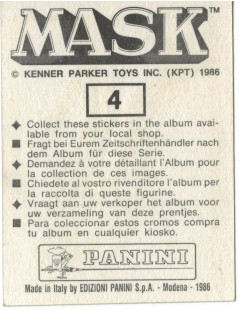 MASK™
© KENNER PARKER TOYS INC. (KPT) 1986
4
◆ Collect these stickers in the album avai-
lable from your local shop.
■ Fragt bei Eurem Zeitschriftenhändler nach
dem Album für diese Serie.
◆ Demandez à votre détaillant l'Album pour
la collection de ces images.
■ Chiedete al vostro rivenditore l'album per
la raccolta di queste figurine.
◆ Vraagt aan uw verkoper het album voor
uw verzameling van deze prentjes.
■ Para coleccionar estos cromos compra
tu album en cualquier kiosko.
PANINI
Made in Italy by EDIZIONI PANINI S.p.A. - Modena - 1986